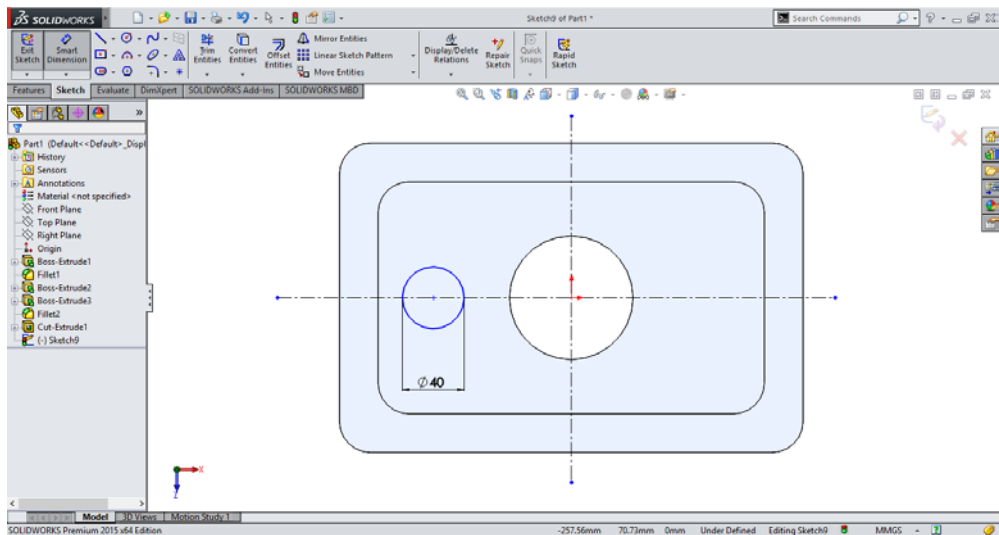 SOLIDWORKS
Sketch9 of Part1 *
Search Commands
Exit Sketch
Smart Dimension
Trim Entities
Convert Entities
Offset Entities
Mirror Entities
Linear Sketch Pattern
Move Entities
Display/Delete Relations
Repair Sketch
Quick Snaps
Rapid Sketch
Features Sketch Evaluate DimXpert SOLIDWORKS Add-Ins SOLIDWORKS MBD
Part1 (Default<<Default>_Displ
History
Sensors
Annotations
Material <not specified>
Front Plane
Top Plane
Right Plane
Origin
Boss-Extrude1
Fillet1
Boss-Extrude2
Boss-Extrude3
Fillet2
Cut-Extrude1
(-) Sketch9
Ø40
X
Z
Model 3D Views Motion Study 1
SOLIDWORKS Premium 2015 x64 Edition
-257.56mm 70.73mm 0mm Under Defined Editing Sketch9 MMGS